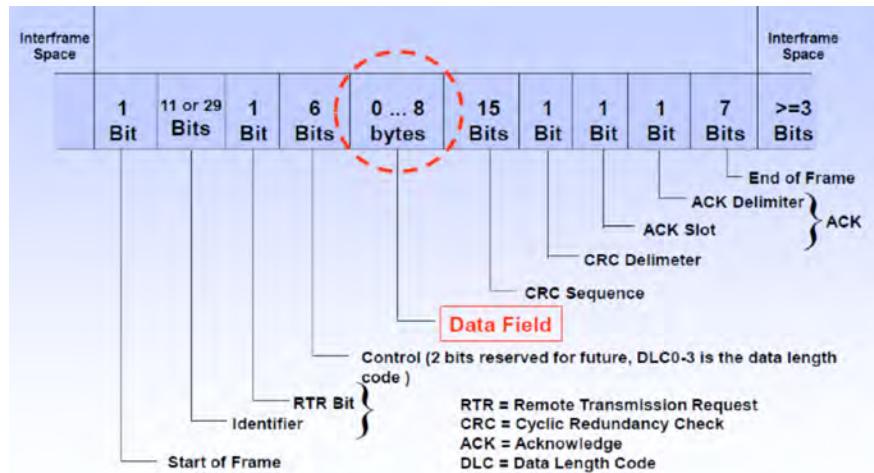 Interframe Space
Interframe Space
1 Bit
11 or 29 Bits
1 Bit
6 Bits
0 ... 8 bytes
15 Bits
1 Bit
1 Bit
1 Bit
7 Bits
>=3 Bits
End of Frame
ACK Delimiter
ACK
ACK Slot
CRC Delimeter
CRC Sequence
Data Field
Control (2 bits reserved for future, DLC0-3 is the data length
code )
RTR Bit
Identifier
Start of Frame
RTR = Remote Transmission Request
CRC = Cyclic Redundancy Check
ACK = Acknowledge
DLC = Data Length Code